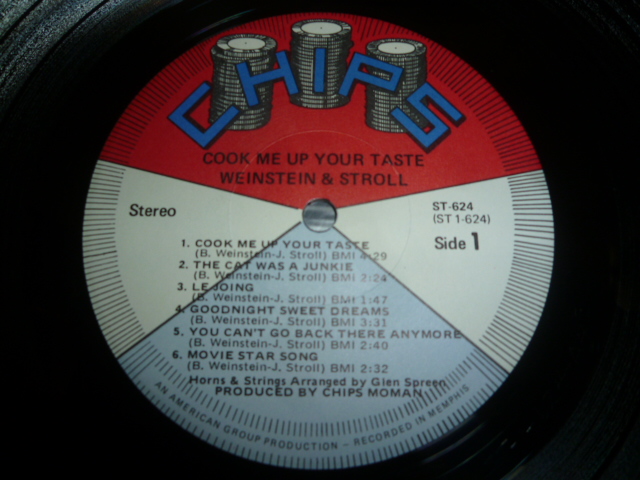 CHIPS
COOK ME UP YOUR TASTE
WEINSTEIN & STROLL
Stereo
ST-624
(ST 1-624)
Side 1
1. COOK ME UP YOUR TASTE
(B. Weinstein-J. Stroll) BMI 4:29
2. THE CAT WAS A JUNKIE
(B. Weinstein-J. Stroll) BMI 2:24
3. LEJOING
(B. Weinstein-J. Stroll) BMI 1:47
4. GOODNIGHT SWEET DREAMS
(B. Weinstein-J. Stroll) BMI 3:31
5. YOU CAN'T GO BACK THERE ANYMORE
(B. Weinstein-J. Stroll) BMI 2:40
6. MOVIE STAR SONG
(B. Weinstein-J. Stroll) BMI 2:32
Horns & Strings Arranged by Glen Spreen
PRODUCED BY CHIPS MOMAN
AN AMERICAN GROUP PRODUCTION - RECORDED IN MEMPHIS